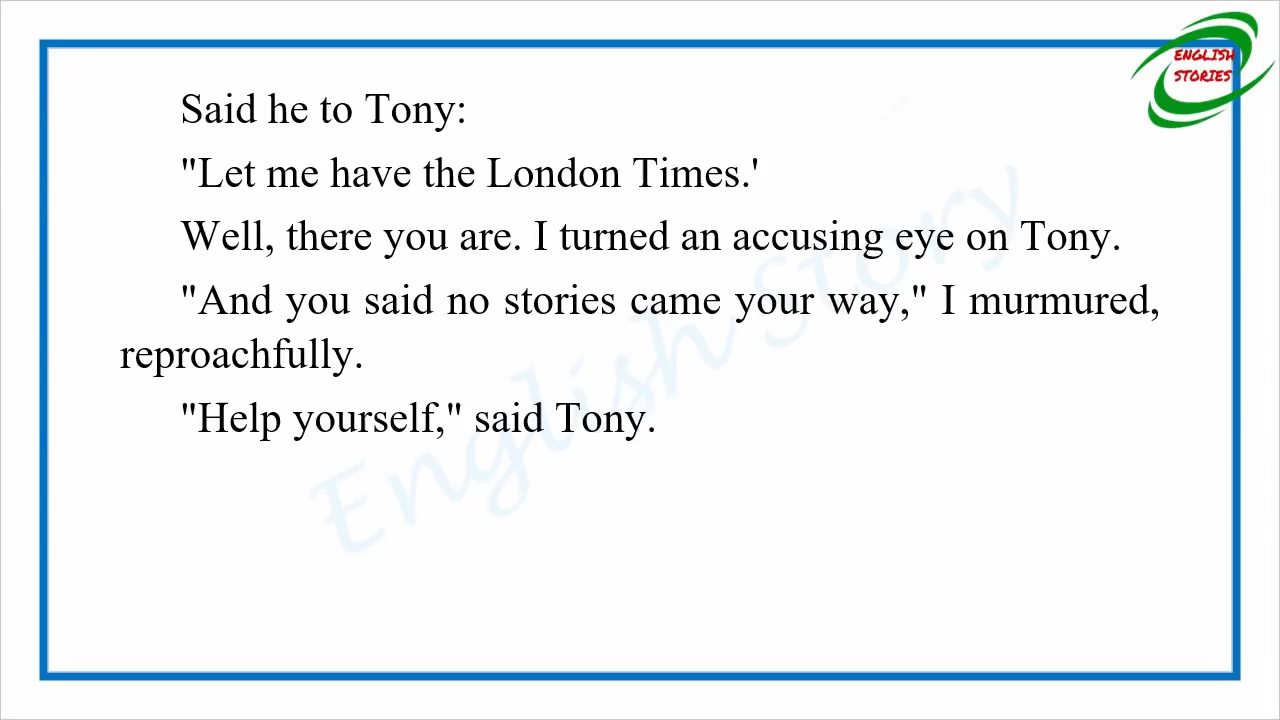 ENGLISH
STORIES
Said he to Tony:
"Let me have the London Times.'
Well, there you are. I turned an accusing eye on Tony.
"And you said no stories came your way," I murmured,
reproachfully.
"Help yourself," said Tony.
English Story